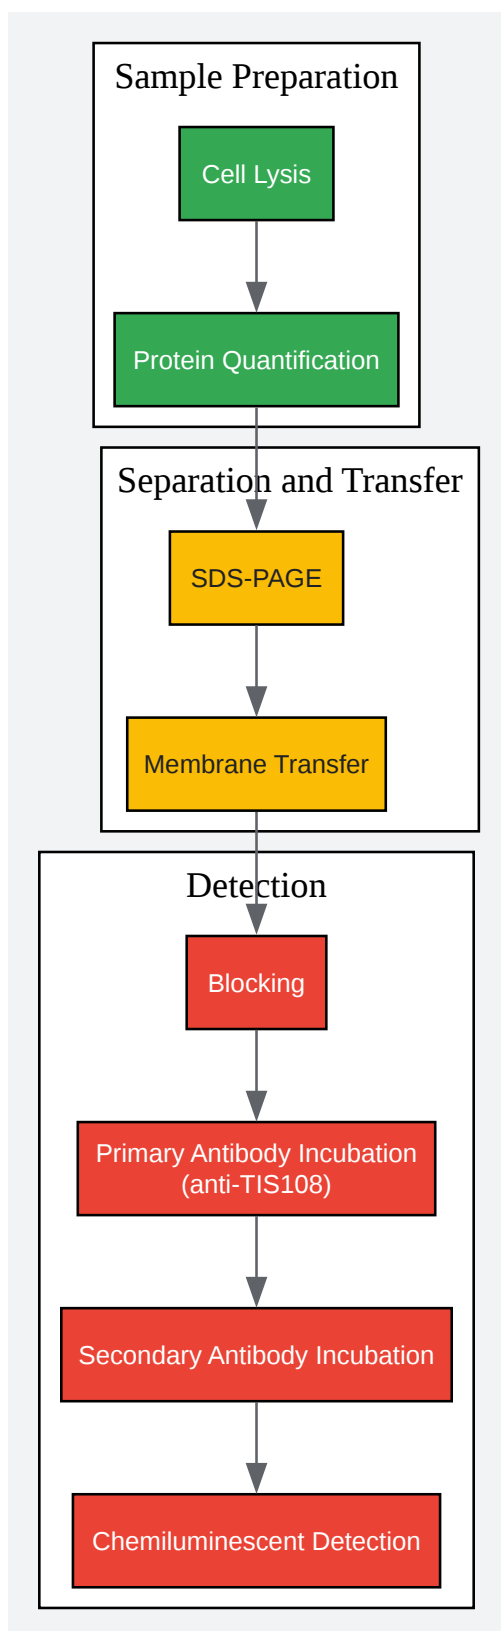 Sample Preparation
Cell Lysis
Protein Quantification
Separation and Transfer
SDS-PAGE
Membrane Transfer
Detection
Blocking
Primary Antibody Incubation
(anti-TIS108)
Secondary Antibody Incubation
Chemiluminescent Detection